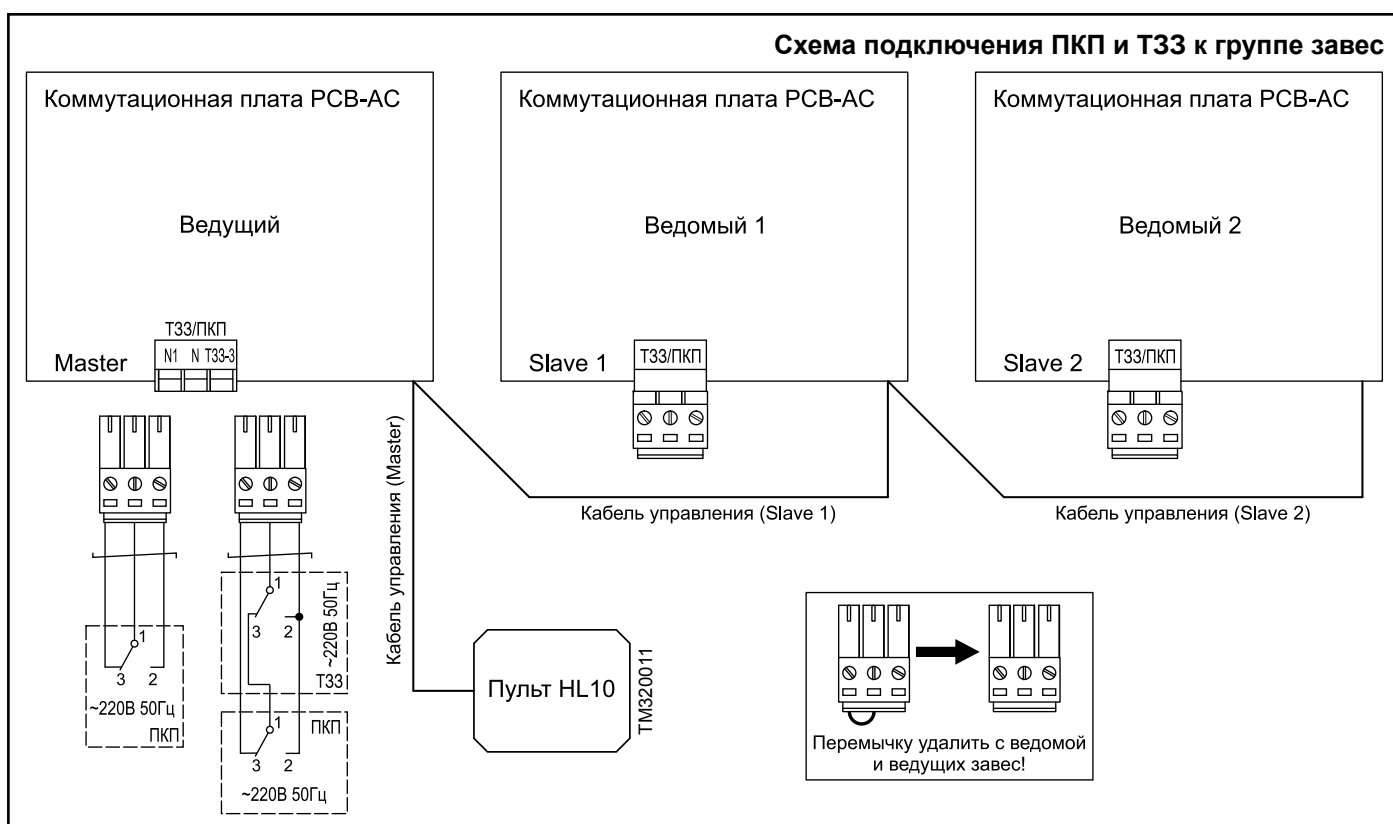 Схема подключения ПКП и ТЗЗ к группе завес
Коммутационная плата PCB-AC
Ведущий
ТЗЗ/ПКП
Master
N1 N ТЗЗ-3
Коммутационная плата PCB-AC
Ведомый 1
Slave 1
ТЗЗ/ПКП
Коммутационная плата PCB-AC
Ведомый 2
Slave 2
ТЗЗ/ПКП
Кабель управления (Master)
Кабель управления (Slave 1)
Кабель управления (Slave 2)
1
3 2
~220В 50Гц
ПКП
1
3 2
~220В 50Гц
ТЗЗ
1
ПКП
3 2
~220В 50Гц
Пульт HL10
TM320011
Перемычку удалить с ведомой
и ведущих завес!